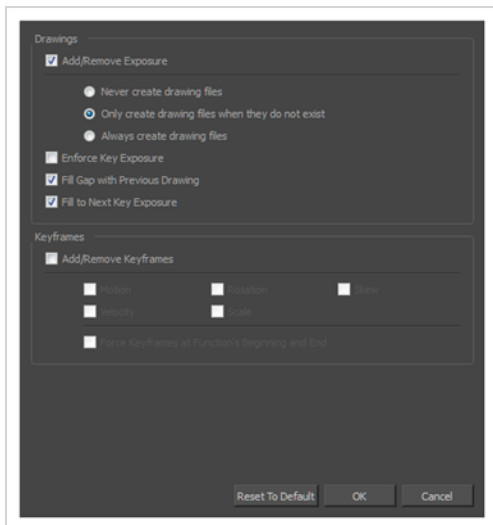 Drawings
Add/Remove Exposure
Never create drawing files
Only create drawing files when they do not exist
Always create drawing files
Enforce Key Exposure
Fill Gap with Previous Drawing
Fill to Next Key Exposure
Keyframes
Add/Remove Keyframes
Motion Rotation Skew
Velocity Scale
Force Keyframes at Function's Beginning and End
Reset To Default OK Cancel